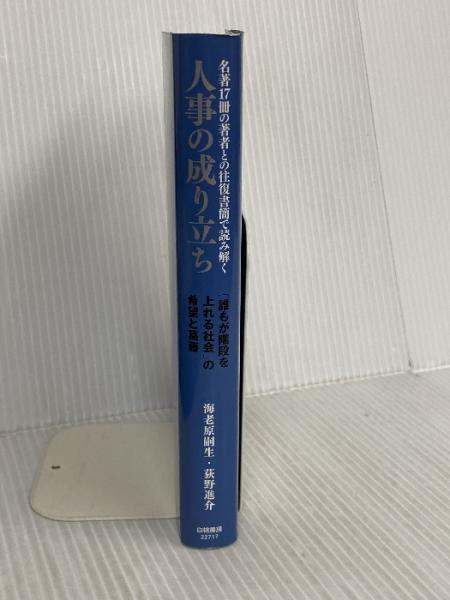 名著17冊の著者との往復書簡で読み解く
人事の成り立ち
「誰もが階段を
上れる社会」の
希望と葛藤
海老原嗣生・荻野進介
白桃書房
22717